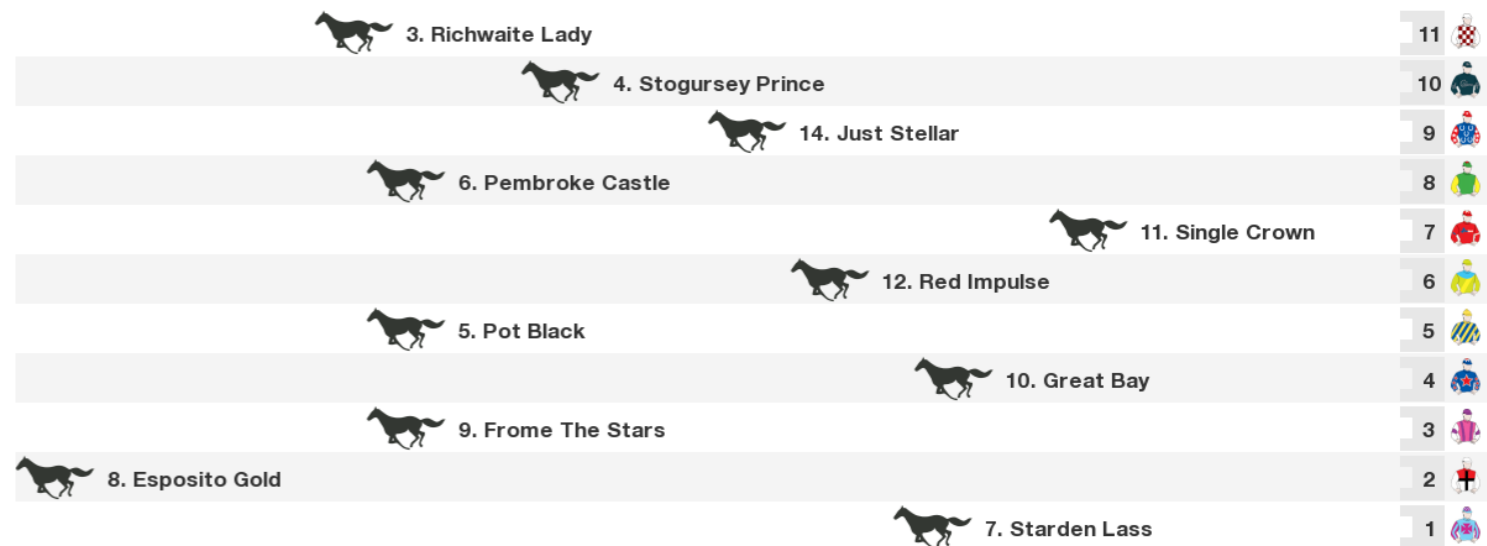 3. Richwaite Lady 11
4. Stogursey Prince 10
14. Just Stellar 9
6. Pembroke Castle 8
11. Single Crown 7
12. Red Impulse 6
5. Pot Black 5
10. Great Bay 4
9. Frome The Stars 3
8. Esposito Gold 2
7. Starden Lass 1